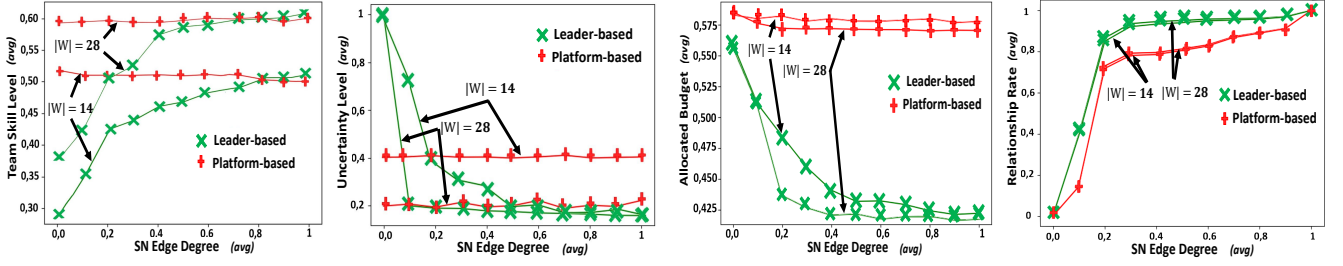 Team Skill Level (avg)
0,60
0,55
0,50
0,45
0,40
0,35
0,30
|W| = 28
|W| = 14
Leader-based
Platform-based
0,0 0,2 0,4 0,6 0,8 1
SN Edge Degree (avg)
Uncertainty Level (avg)
1
0,8
0,6
0,4
0,2
Leader-based
Platform-based
|W| = 14
|W| = 28
0,0 0,2 0,4 0,6 0,8 1
SN Edge Degree (avg)
Allocated Budget (avg)
0,575
0,550
0,525
0,500
0,475
0,450
0,425
|W| = 14
|W| = 28
Leader-based
Platform-based
0,0 0,2 0,4 0,6 0,8 1
SN Edge Degree (avg)
Relationship Rate (avg)
1
0,8
0,6
0,4
0,2
0
|W| = 14
|W| = 28
Leader-based
Platform-based
0,0 0,2 0,4 0,6 0,8 1
SN Edge Degree (avg)